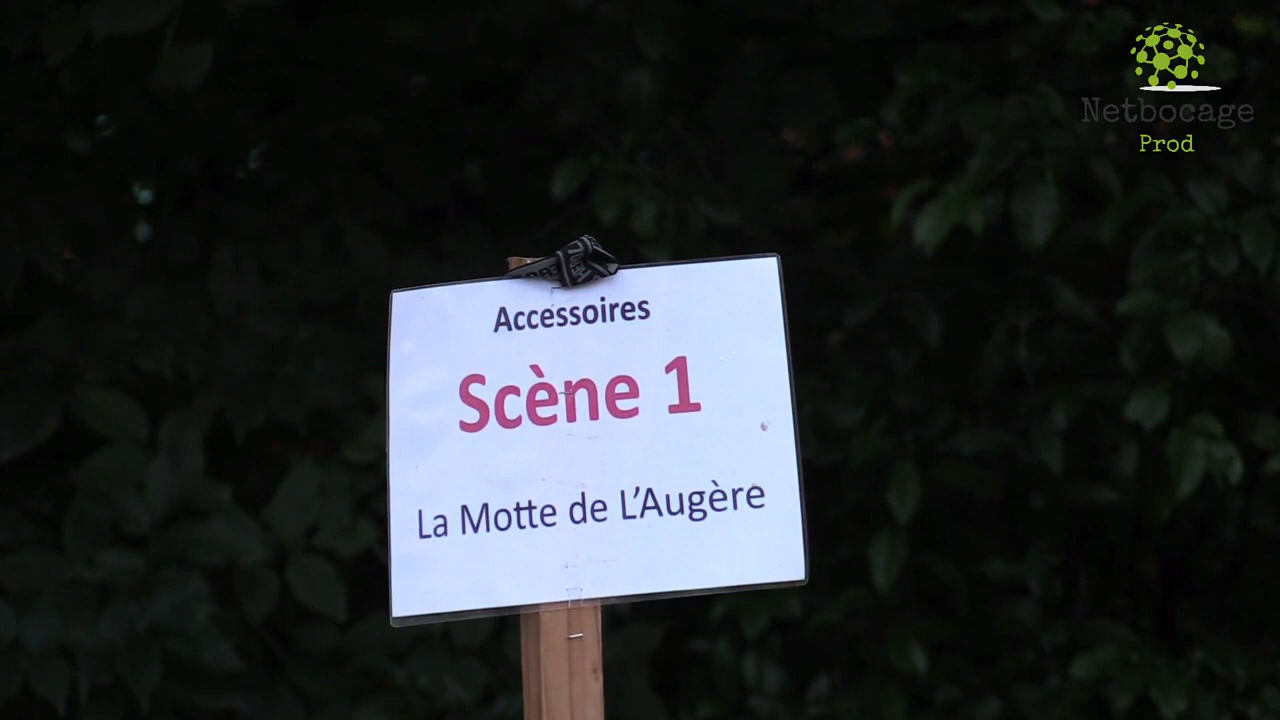 Netbocage
Prod
Accessoires
Scène 1
La Motte de L'Augère